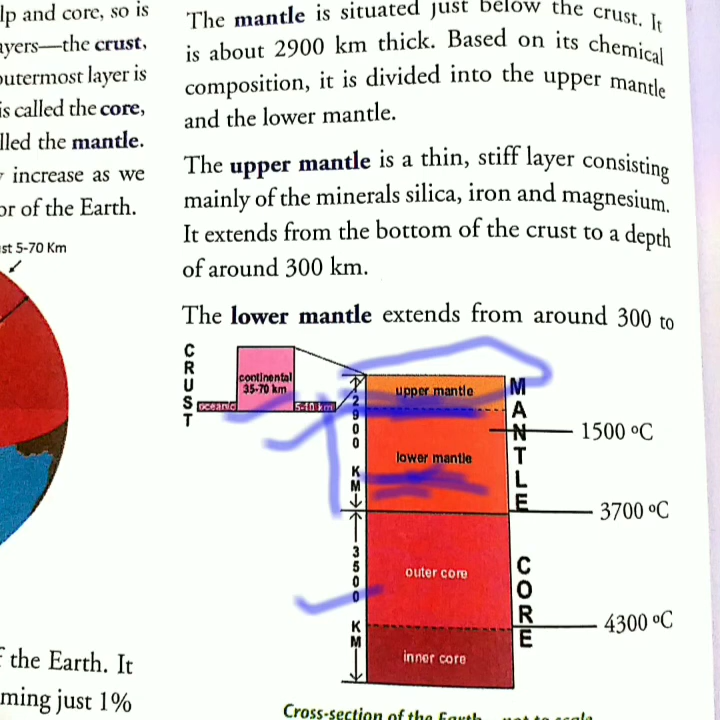 lp and core, so is
ayers—the crust,
outermost layer is
is called the core,
lled the mantle.
increase as we
or of the Earth.
st 5-70 Km
f the Earth. It
ming just 1%
The mantle is situated just below the crust. It
is about 2900 km thick. Based on its chemical
composition, it is divided into the upper mantle
and the lower mantle.
The upper mantle is a thin, stiff layer consisting
mainly of the minerals silica, iron and magnesium.
It extends from the bottom of the crust to a depth
of around 300 km.
The lower mantle extends from around 300 to
CRUST
continental
35-70 km
oceanic
5-10 km
2900 KM
3500 KM
upper mantle
lower mantle
outer core
inner core
MANTLE
CORE
1500 ºC
3700 ºC
4300 ºC
Cross-section of the Earth – not to scale